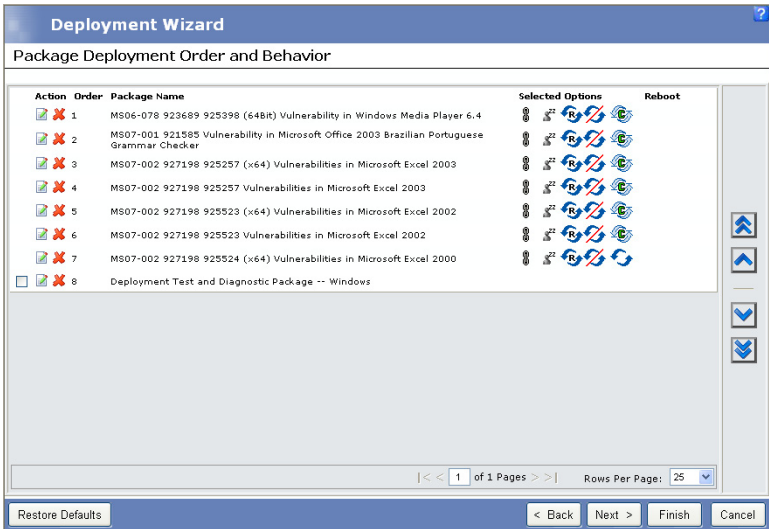 Deployment Wizard
?
Package Deployment Order and Behavior
Action Order Package Name Selected Options Reboot
1 MS06-078 923689 925398 (64Bit) Vulnerability in Windows Media Player 6.4
2 MS07-001 921585 Vulnerability in Microsoft Office 2003 Brazilian Portuguese
Grammar Checker
3 MS07-002 927198 925257 (x64) Vulnerabilities in Microsoft Excel 2003
4 MS07-002 927198 925257 Vulnerabilities in Microsoft Excel 2003
5 MS07-002 927198 925523 (x64) Vulnerabilities in Microsoft Excel 2002
6 MS07-002 927198 925523 Vulnerabilities in Microsoft Excel 2002
7 MS07-002 927198 925524 (x64) Vulnerabilities in Microsoft Excel 2000
8 Deployment Test and Diagnostic Package -- Windows
|< < 1 of 1 Pages > >| Rows Per Page: 25
Restore Defaults < Back Next > Finish Cancel